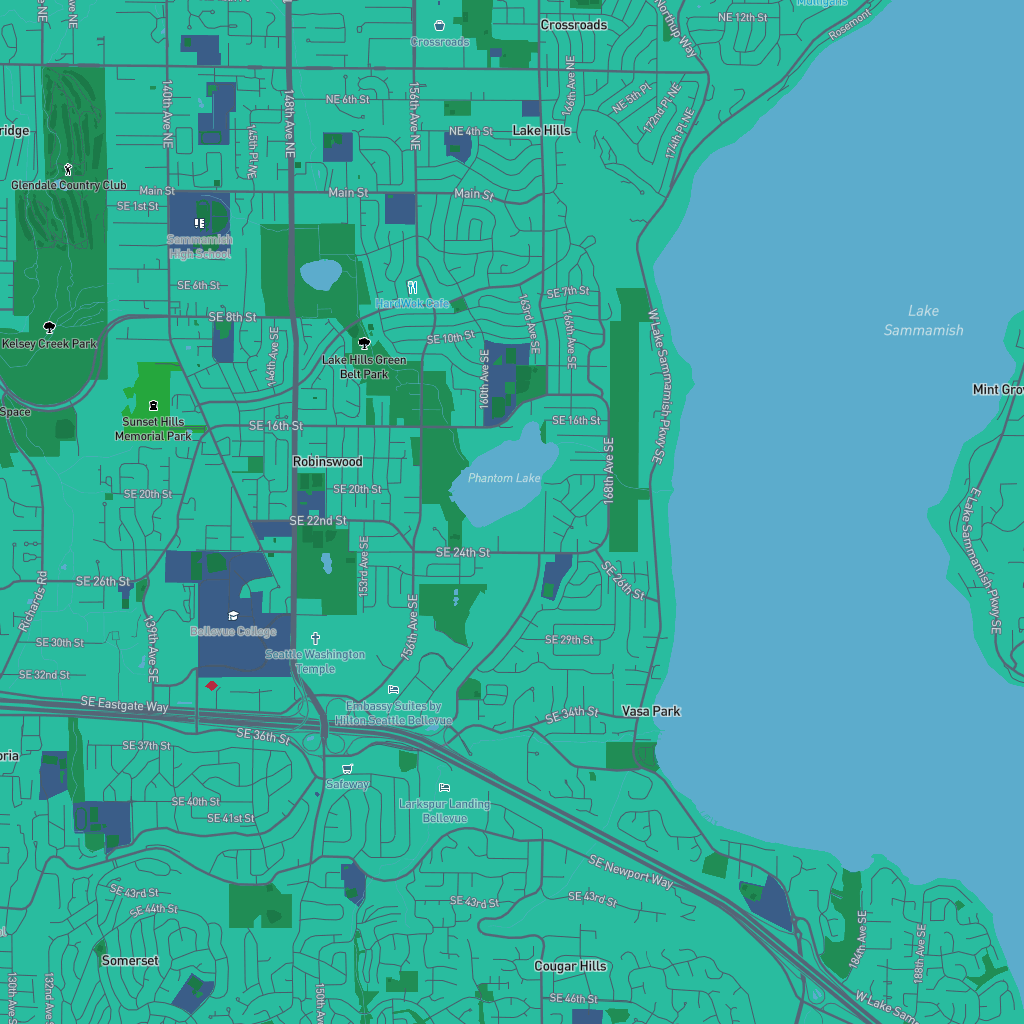 Crossroads
Crossroads
NE 12th St
Northup Way
Rosemont
140th Ave NE
148th Ave NE
156th Ave NE
166th Ave NE
NE 6th St
NE 5th Pl
172nd Pl NE
174th Pl NE
145th Pl NE
NE 4th St
Lake Hills
Glendale Country Club
Main St
Main St
Main St
SE 1st St
Sammamish
High School
SE 6th St
HardWok Cafe
SE 7th St
SE 8th St
163rd Ave SE
166th Ave SE
W Lake Sammamish Pkwy SE
Lake
Sammamish
Kelsey Creek Park
146th Ave SE
Lake Hills Green
Belt Park
SE 10th St
160th Ave SE
Mint Grov
Space
Sunset Hills
Memorial Park
SE 16th St
SE 16th St
Robinswood
Phantom Lake
168th Ave SE
SE 20th St
SE 20th St
SE 22nd St
153rd Ave SE
SE 24th St
SE 26th St
SE 26th St
E Lake Sammamish Pkwy SE
Richards Rd
139th Ave SE
Bellevue College
156th Ave SE
SE 30th St
Seattle Washington
Temple
SE 29th St
SE 32nd St
SE Eastgate Way
Embassy Suites by
Hilton Seattle Bellevue
SE 34th St
Vasa Park
SE 36th St
SE 37th St
Safeway
SE 40th St
Larkspur Landing
Bellevue
SE 41st St
SE Newport Way
SE 43rd St
SE 43rd St
SE 43rd St
SE 44th St
184th Ave SE
188th Ave SE
Somerset
Cougar Hills
150th Ave
SE 46th St
W Lake Sam